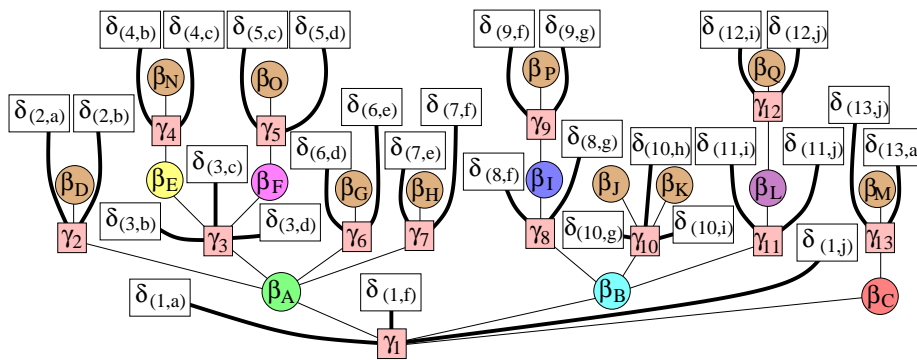 δ(4,b) δ(4,c) δ(5,c) δ(5,d) δ(9,f) δ(9,g) δ(12,i) δ(12,j)
βN βO βP βQ
δ(2,a) δ(2,b) δ(6,e) δ(7,f) δ(13,j)
γ4 γ5 γ9 γ12
δ(3,c) δ(6,d) δ(7,e) δ(8,f) δ(8,g) δ(10,h) δ(11,i) δ(11,j) δ(13,a)
βD βE βF βG βH βI βJ βK βL βM
δ(3,b) δ(3,d) δ(10,g) δ(10,i)
γ2 γ3 γ6 γ7 γ8 γ10 γ11 γ13
δ(1,j)
δ(1,a) βA δ(1,f) βB βC
γ1